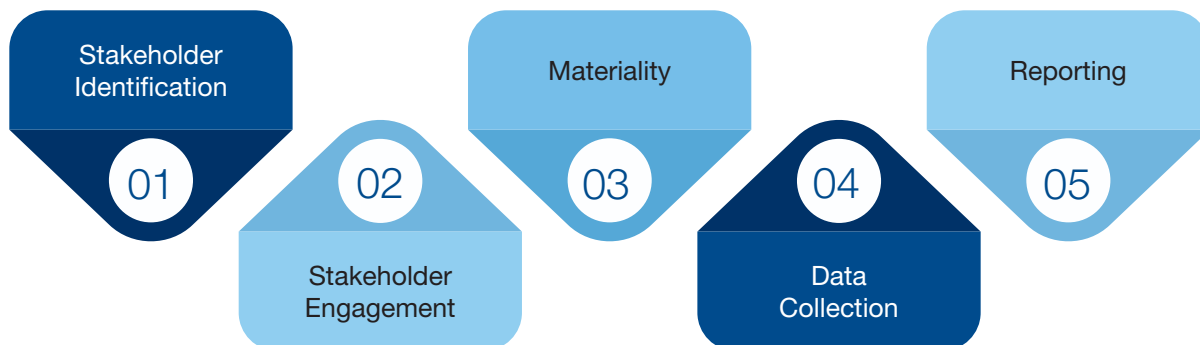 Stakeholder
Identification
01
02
Stakeholder
Engagement
Materiality
03
04
Data
Collection
Reporting
05